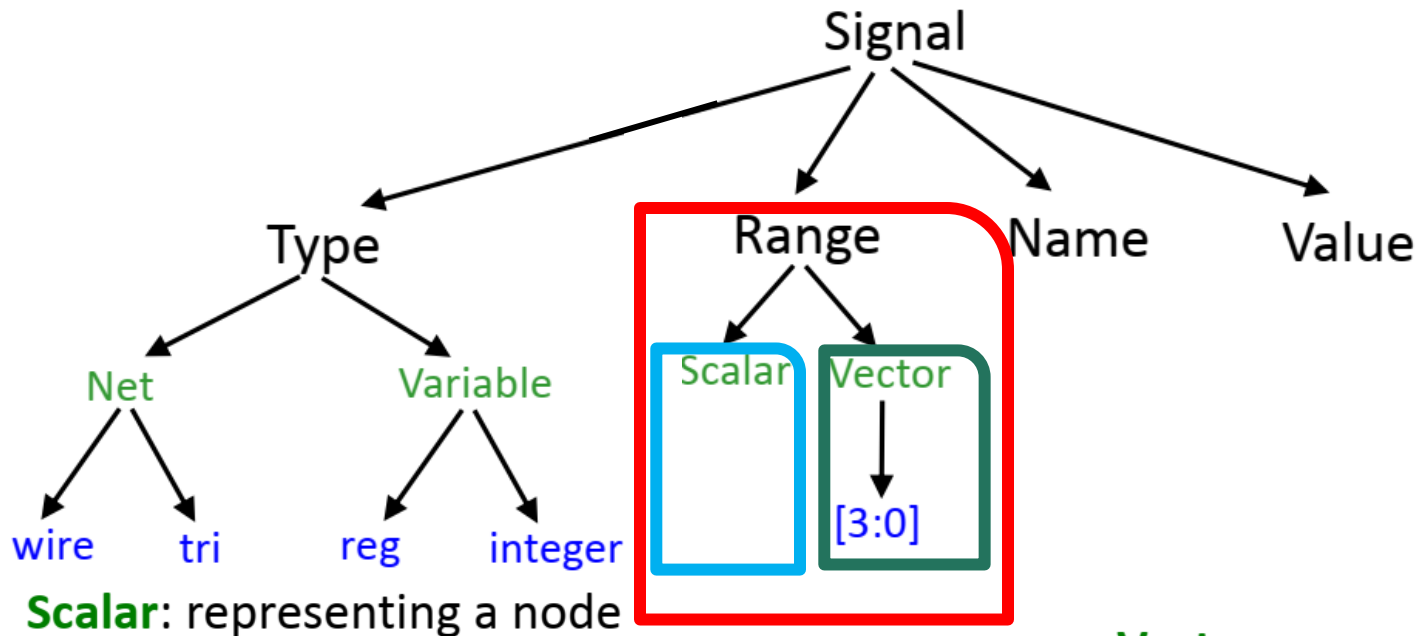 Signal
Type Range Name Value
Net Variable Scalar Vector
wire tri reg integer [3:0]
Scalar: representing a node